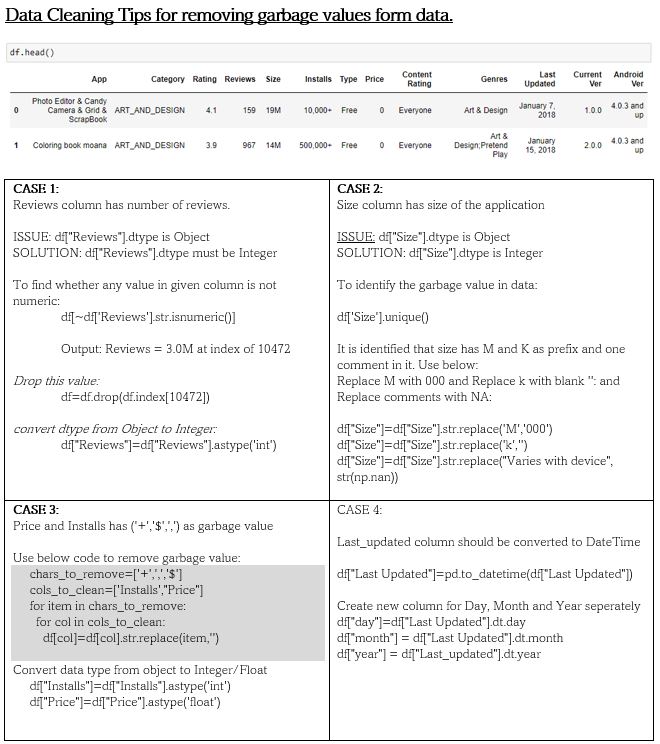 Data Cleaning Tips for removing garbage values form data.
df.head()
App Category Rating Reviews Size Installs Type Price Content Rating Genres Last Updated Current Ver Android Ver
0 Photo Editor & Candy Camera & Grid & ScrapBook ART_AND_DESIGN 4.1 159 19M 10,000+ Free 0 Everyone Art & Design January 7, 2018 1.0.0 4.0.3 and up
1 Coloring book moana ART_AND_DESIGN 3.9 967 14M 500,000+ Free 0 Everyone Art & Design;Pretend Play January 15, 2018 2.0.0 4.0.3 and up
CASE 1:
Reviews column has number of reviews.
ISSUE: df["Reviews"].dtype is Object
SOLUTION: df["Reviews"].dtype must be Integer
To find whether any value in given column is not
numeric:
df[~df['Reviews'].str.isnumeric()]
Output: Reviews = 3.0M at index of 10472
Drop this value:
df=df.drop(df.index[10472])
convert dtype from Object to Integer:
df["Reviews"]=df["Reviews"].astype('int')
CASE 2:
Size column has size of the application
ISSUE: df["Size"].dtype is Object
SOLUTION: df["Size"].dtype is Integer
To identify the garbage value in data:
df['Size'].unique()
It is identified that size has M and K as prefix and one
comment in it. Use below:
Replace M with 000 and Replace k with blank '': and
Replace comments with NA:
df["Size"]=df["Size"].str.replace('M','000')
df["Size"]=df["Size"].str.replace('k','')
df["Size"]=df["Size"].str.replace("Varies with device",
str(np.nan))
CASE 3:
Price and Installs has ('+','$',',') as garbage value
Use below code to remove garbage value:
chars_to_remove=['+',',','$']
cols_to_clean=['Installs',"Price"]
for item in chars_to_remove:
for col in cols_to_clean:
df[col]=df[col].str.replace(item,'')
Convert data type from object to Integer/Float
df["Installs"]=df["Installs"].astype('int')
df["Price"]=df["Price"].astype('float')
CASE 4:
Last_updated column should be converted to DateTime
df["Last Updated"]=pd.to_datetime(df["Last Updated"])
Create new column for Day, Month and Year seperately
df["day"]=df["Last Updated"].dt.day
df["month"] = df["Last Updated"].dt.month
df["year"] = df["Last_updated"].dt.year